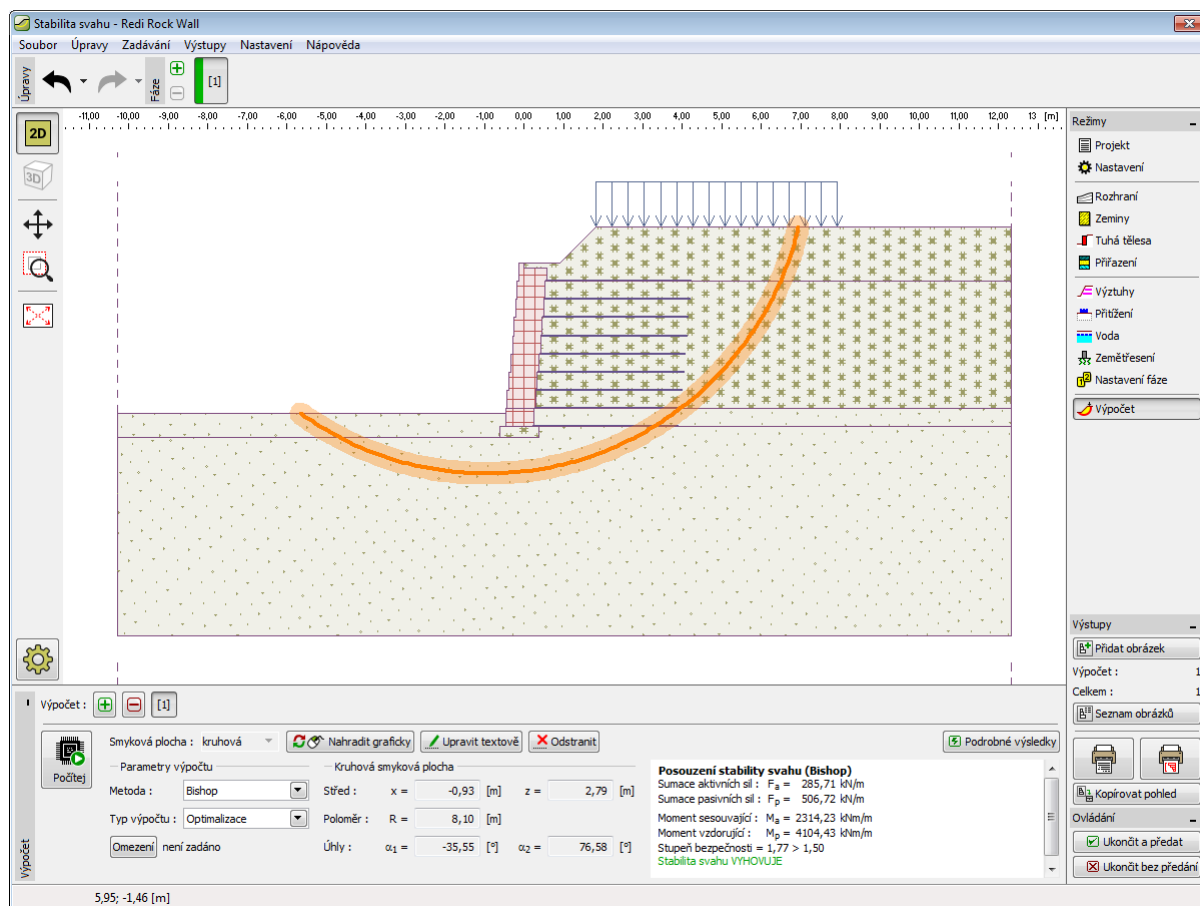 Stabilita svahu - Redi Rock Wall
Soubor Úpravy Zadávání Výstupy Nastavení Nápověda
Úpravy
Fáze
[1]
2D
3D
-11,00 -10,00 -9,00 -8,00 -7,00 -6,00 -5,00 -4,00 -3,00 -2,00 -1,00 0,00 1,00 2,00 3,00 4,00 5,00 6,00 7,00 8,00 9,00 10,00 11,00 12,00 13 [m]
Režimy
Projekt
Nastavení
Rozhraní
Zeminy
Tuhá tělesa
Přiřazení
Výztuhy
Přitížení
Voda
Zemětřesení
Nastavení fáze
Výpočet
Výstupy
Přidat obrázek
Výpočet : 1
Celkem : 1
Seznam obrázků
Kopírovat pohled
Ovládání
Ukončit a předat
Ukončit bez předání
Výpočet
Výpočet : [1]
Počítej
Smyková plocha : kruhová Nahradit graficky Upravit textově Odstranit Podrobné výsledky
Parametry výpočtu
Metoda : Bishop
Typ výpočtu : Optimalizace
Omezení není zadáno
Kruhová smyková plocha
Střed : x = -0,93 [m] z = 2,79 [m]
Poloměr : R = 8,10 [m]
Úhly : α1 = -35,55 [°] α2 = 76,58 [°]
Posouzení stability svahu (Bishop)
Sumace aktivních sil : Fa = 285,71 kN/m
Sumace pasivních sil : Fp = 506,72 kN/m
Moment sesouvající : Ma = 2314,23 kNm/m
Moment vzdorující : Mp = 4104,43 kNm/m
Stupeň bezpečnosti = 1,77 > 1,50
Stabilita svahu VYHOVUJE
5,95; -1,46 [m]